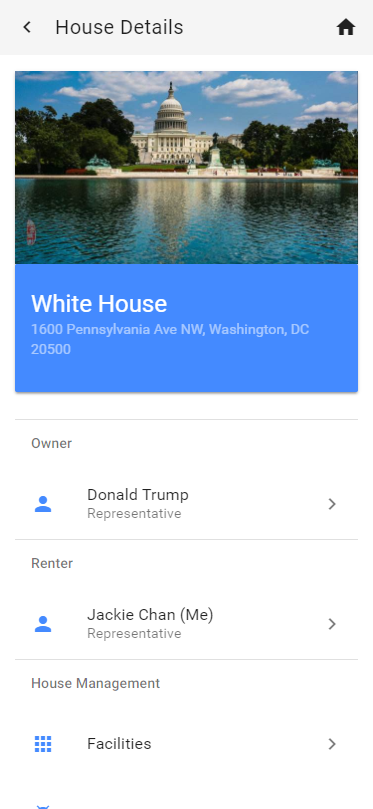 House Details
White House
1600 Pennsylvania Ave NW, Washington, DC
20500
Owner
Donald Trump
Representative
Renter
Jackie Chan (Me)
Representative
House Management
Facilities